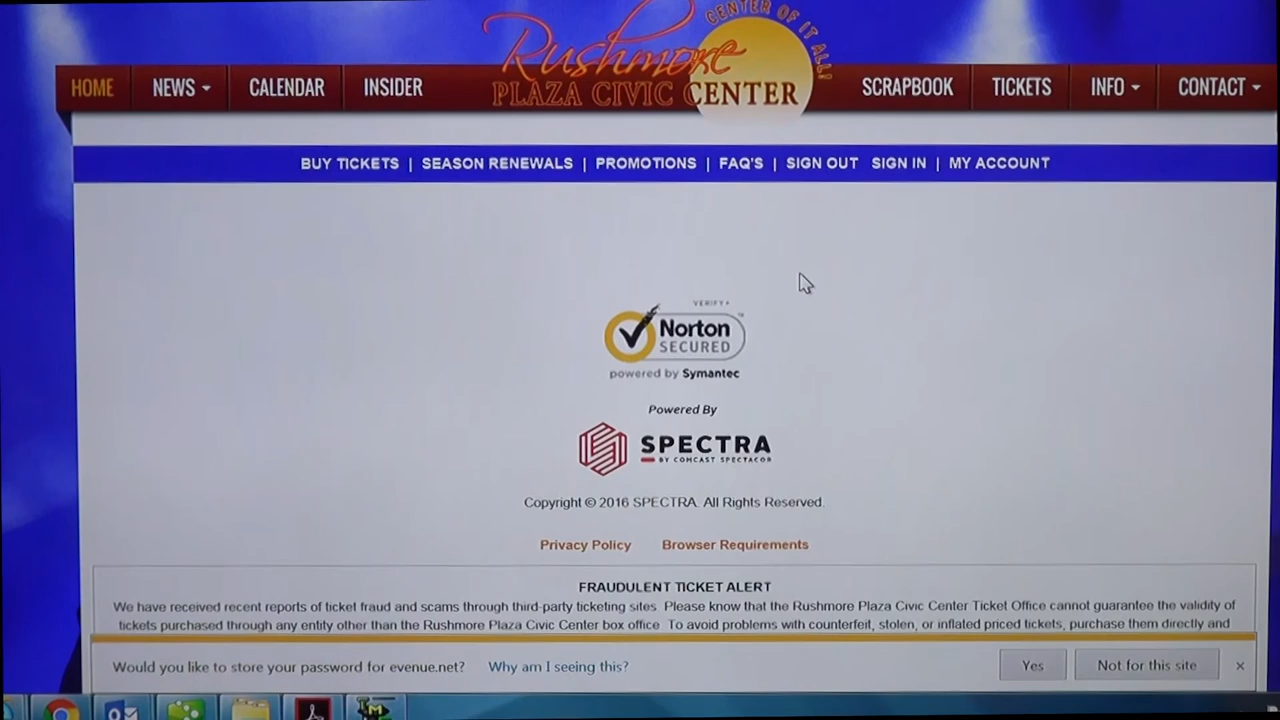 Rushmore
CENTER OF IT ALL!
PLAZA CIVIC CENTER
HOME NEWS CALENDAR INSIDER SCRAPBOOK TICKETS INFO CONTACT
BUY TICKETS | SEASON RENEWALS | PROMOTIONS | FAQ'S | SIGN OUT SIGN IN | MY ACCOUNT
VERIFY
Norton
SECURED
powered by Symantec
Powered By
SPECTRA
BY COMCAST SPECTACOR
Copyright © 2016 SPECTRA. All Rights Reserved.
Privacy Policy Browser Requirements
FRAUDULENT TICKET ALERT
We have received recent reports of ticket fraud and scams through third-party ticketing sites. Please know that the Rushmore Plaza Civic Center Ticket Office cannot guarantee the validity of
tickets purchased through any entity other than the Rushmore Plaza Civic Center box office. To avoid problems with counterfeit, stolen, or inflated priced tickets, purchase them directly and
Would you like to store your password for evenue.net? Why am I seeing this? Yes Not for this site ×